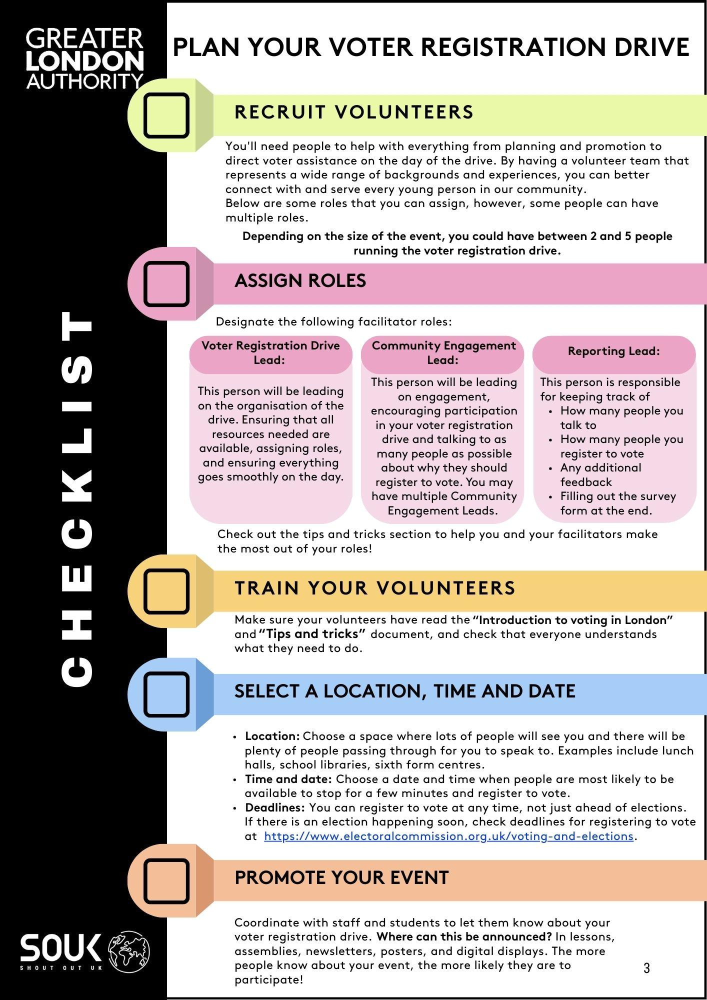 GREATER
LONDON
AUTHORITY
PLAN YOUR VOTER REGISTRATION DRIVE
CHECKLIST
RECRUIT VOLUNTEERS
You'll need people to help with everything from planning and promotion to
direct voter assistance on the day of the drive. By having a volunteer team that
represents a wide range of backgrounds and experiences, you can better
connect with and serve every young person in our community.
Below are some roles that you can assign, however, some people can have
multiple roles.
Depending on the size of the event, you could have between 2 and 5 people
running the voter registration drive.
ASSIGN ROLES
Designate the following facilitator roles:
Voter Registration Drive
Lead:
This person will be leading
on the organisation of the
drive. Ensuring that all
resources needed are
available, assigning roles,
and ensuring everything
goes smoothly on the day.
Community Engagement
Lead:
This person will be leading
on engagement,
encouraging participation
in your voter registration
drive and talking to as
many people as possible
about why they should
register to vote. You may
have multiple Community
Engagement Leads.
Reporting Lead:
This person is responsible
for keeping track of
• How many people you
talk to
• How many people you
register to vote
• Any additional
feedback
• Filling out the survey
form at the end.
Check out the tips and tricks section to help you and your facilitators make
the most out of your roles!
TRAIN YOUR VOLUNTEERS
Make sure your volunteers have read the “Introduction to voting in London”
and “Tips and tricks” document, and check that everyone understands
what they need to do.
SELECT A LOCATION, TIME AND DATE
• Location: Choose a space where lots of people will see you and there will be
plenty of people passing through for you to speak to. Examples include lunch
halls, school libraries, sixth form centres.
• Time and date: Choose a date and time when people are most likely to be
available to stop for a few minutes and register to vote.
• Deadlines: You can register to vote at any time, not just ahead of elections.
If there is an election happening soon, check deadlines for registering to vote
at https://www.electoralcommission.org.uk/voting-and-elections.
PROMOTE YOUR EVENT
Coordinate with staff and students to let them know about your
voter registration drive. Where can this be announced? In lessons,
assemblies, newsletters, posters, and digital displays. The more
people know about your event, the more likely they are to
participate!
SOUK
SHOUT OUT UK
3